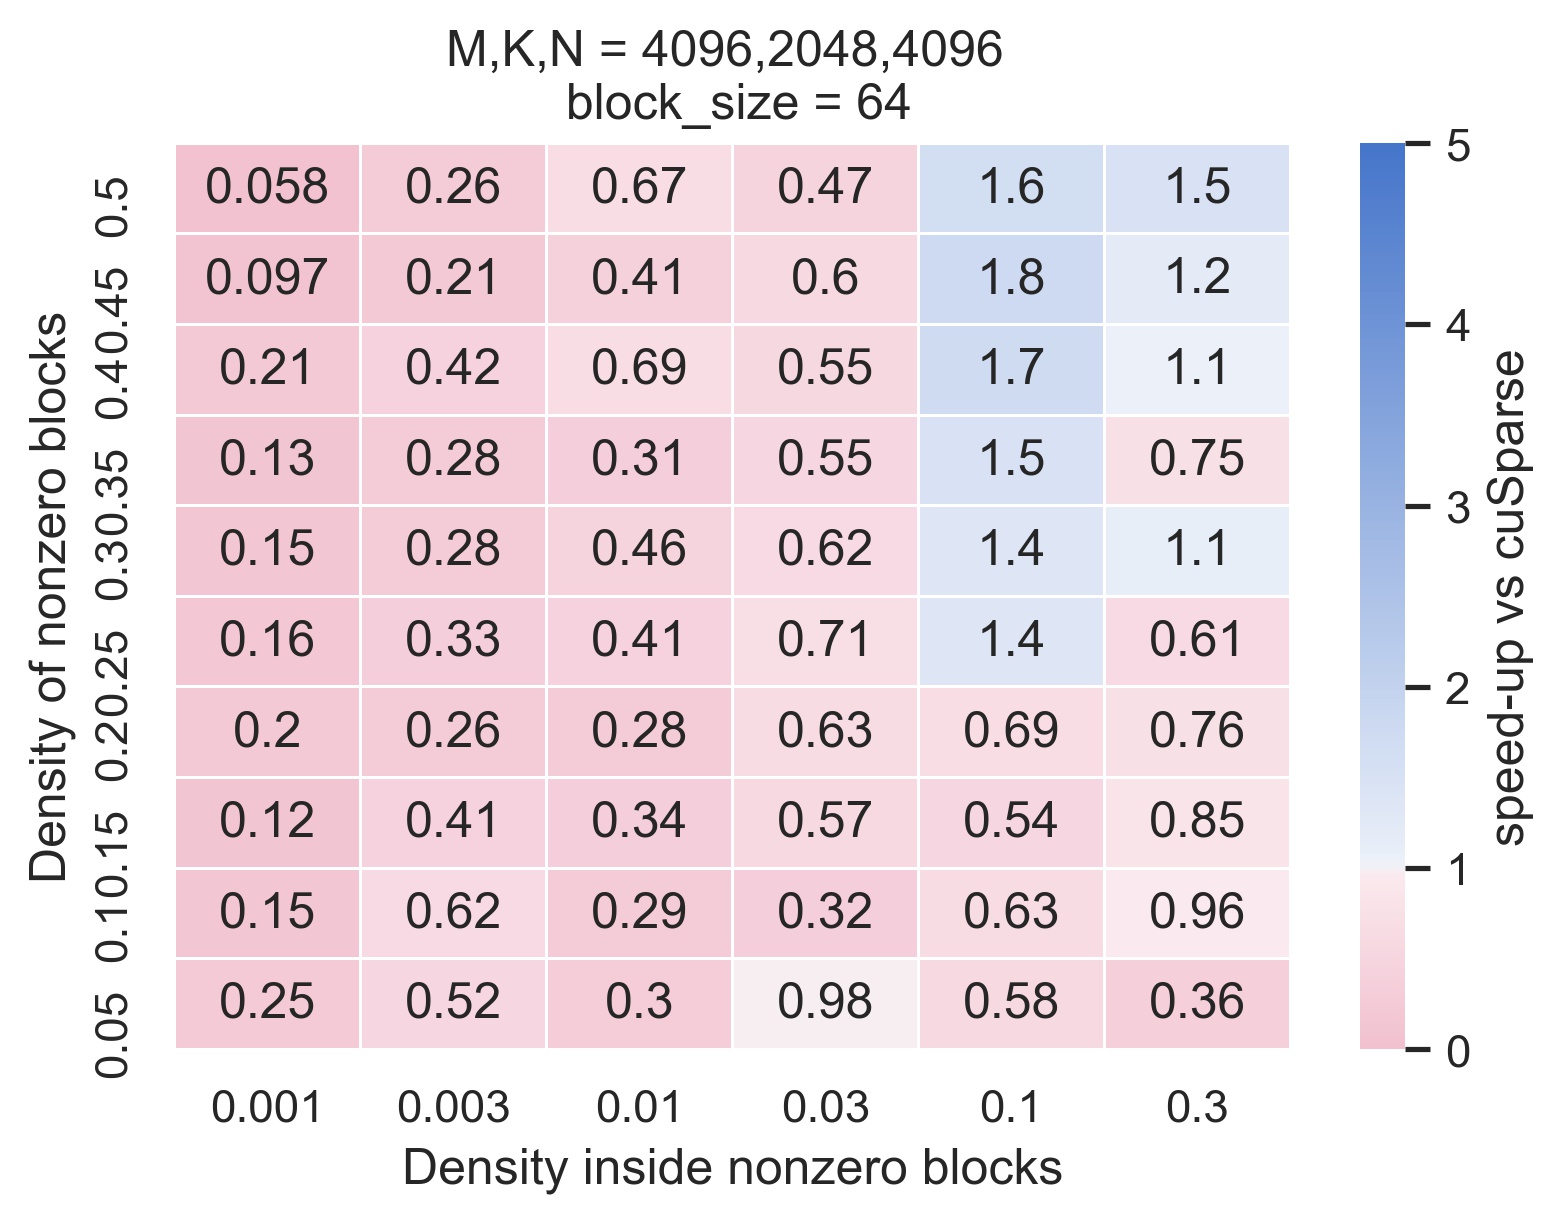 M,K,N = 4096,2048,4096
block_size = 64
Density of nonzero blocks
0.5 0.058 0.26 0.67 0.47 1.6 1.5
0.45 0.097 0.21 0.41 0.6 1.8 1.2
0.4 0.21 0.42 0.69 0.55 1.7 1.1
0.35 0.13 0.28 0.31 0.55 1.5 0.75
0.3 0.15 0.28 0.46 0.62 1.4 1.1
0.25 0.16 0.33 0.41 0.71 1.4 0.61
0.2 0.2 0.26 0.28 0.63 0.69 0.76
0.15 0.12 0.41 0.34 0.57 0.54 0.85
0.1 0.15 0.62 0.29 0.32 0.63 0.96
0.05 0.25 0.52 0.3 0.98 0.58 0.36
0.001 0.003 0.01 0.03 0.1 0.3
Density inside nonzero blocks
5
4
3
2
1
0
speed-up vs cuSparse